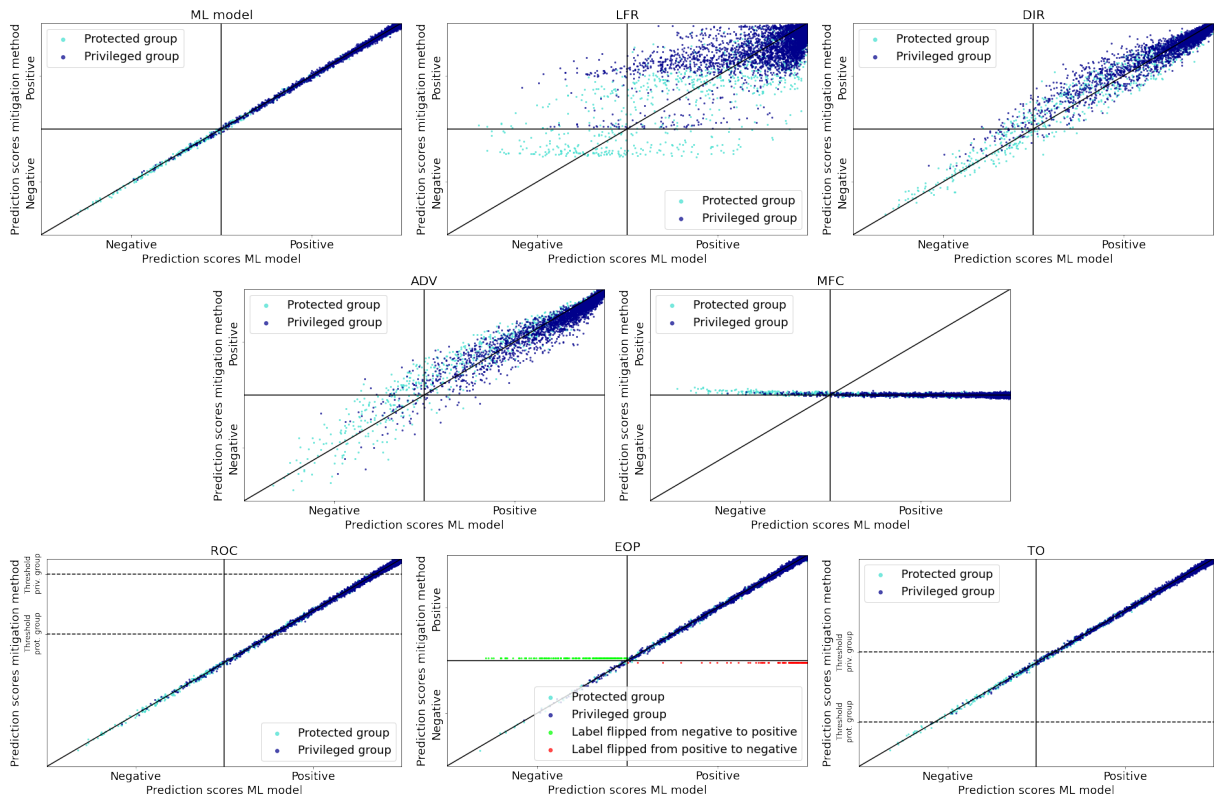 ML model
Prediction scores mitigation method
Positive
Negative
Protected group
Privileged group
Negative
Positive
Prediction scores ML model
LFR
Prediction scores mitigation method
Positive
Negative
Protected group
Privileged group
Negative
Positive
Prediction scores ML model
DIR
Prediction scores mitigation method
Positive
Negative
Protected group
Privileged group
Negative
Positive
Prediction scores ML model
ADV
Prediction scores mitigation method
Positive
Negative
Protected group
Privileged group
Negative
Positive
Prediction scores ML model
MFC
Prediction scores mitigation method
Positive
Negative
Protected group
Privileged group
Negative
Positive
Prediction scores ML model
ROC
Prediction scores mitigation method
Threshold
priv group
Threshold
prot. group
Protected group
Privileged group
Negative
Positive
Prediction scores ML model
EOP
Prediction scores mitigation method
Positive
Negative
Protected group
Privileged group
Label flipped from negative to positive
Label flipped from positive to negative
Negative
Positive
Prediction scores ML model
TO
Prediction scores mitigation method
Threshold
priv group
Threshold
prot. group
Protected group
Privileged group
Negative
Positive
Prediction scores ML model